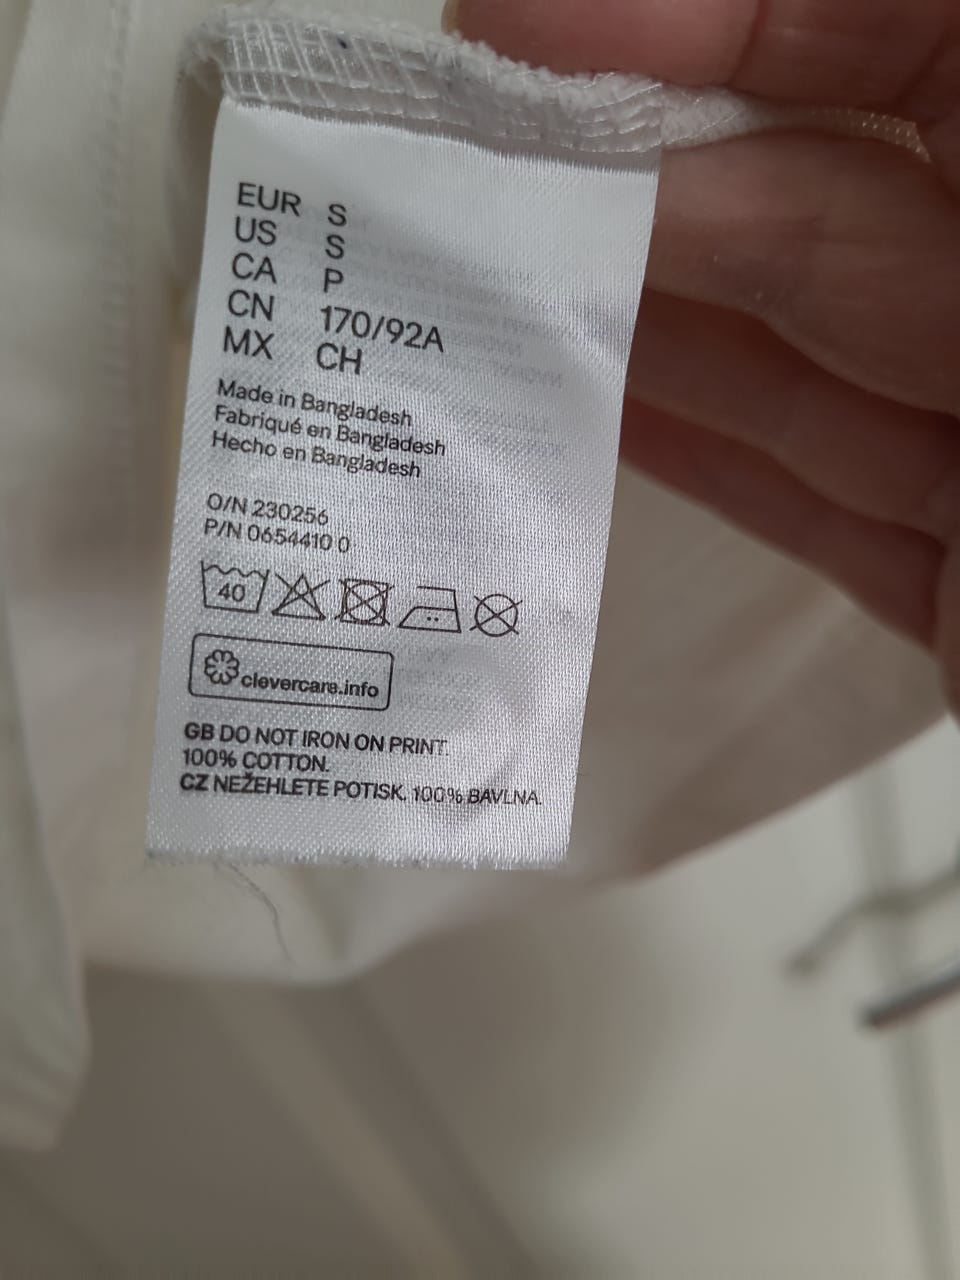 EUR S
US S
CA P
CN 170/92A
MX CH
Made in Bangladesh
Fabriqué en Bangladesh
Hecho en Bangladesh
O/N 230256
P/N 0654410 0
40
clevercare.info
GB DO NOT IRON ON PRINT.
100% COTTON.
CZ NEŽEHLETE POTISK. 100% BAVLNA.